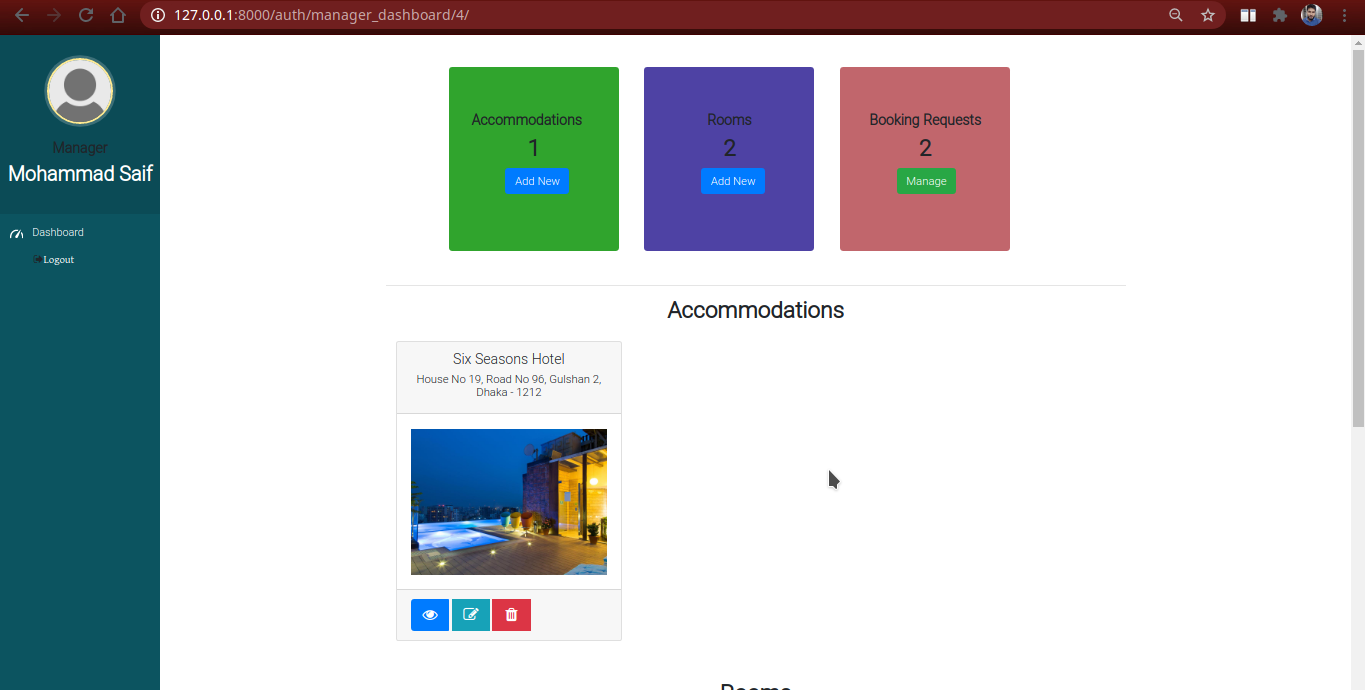 127.0.0.1:8000/auth/manager_dashboard/4/
Manager
Mohammad Saif
Dashboard
Logout
Accommodations
1
Add New
Rooms
2
Add New
Booking Requests
2
Manage
Accommodations
Six Seasons Hotel
House No 19, Road No 96, Gulshan 2,
Dhaka - 1212
Rooms